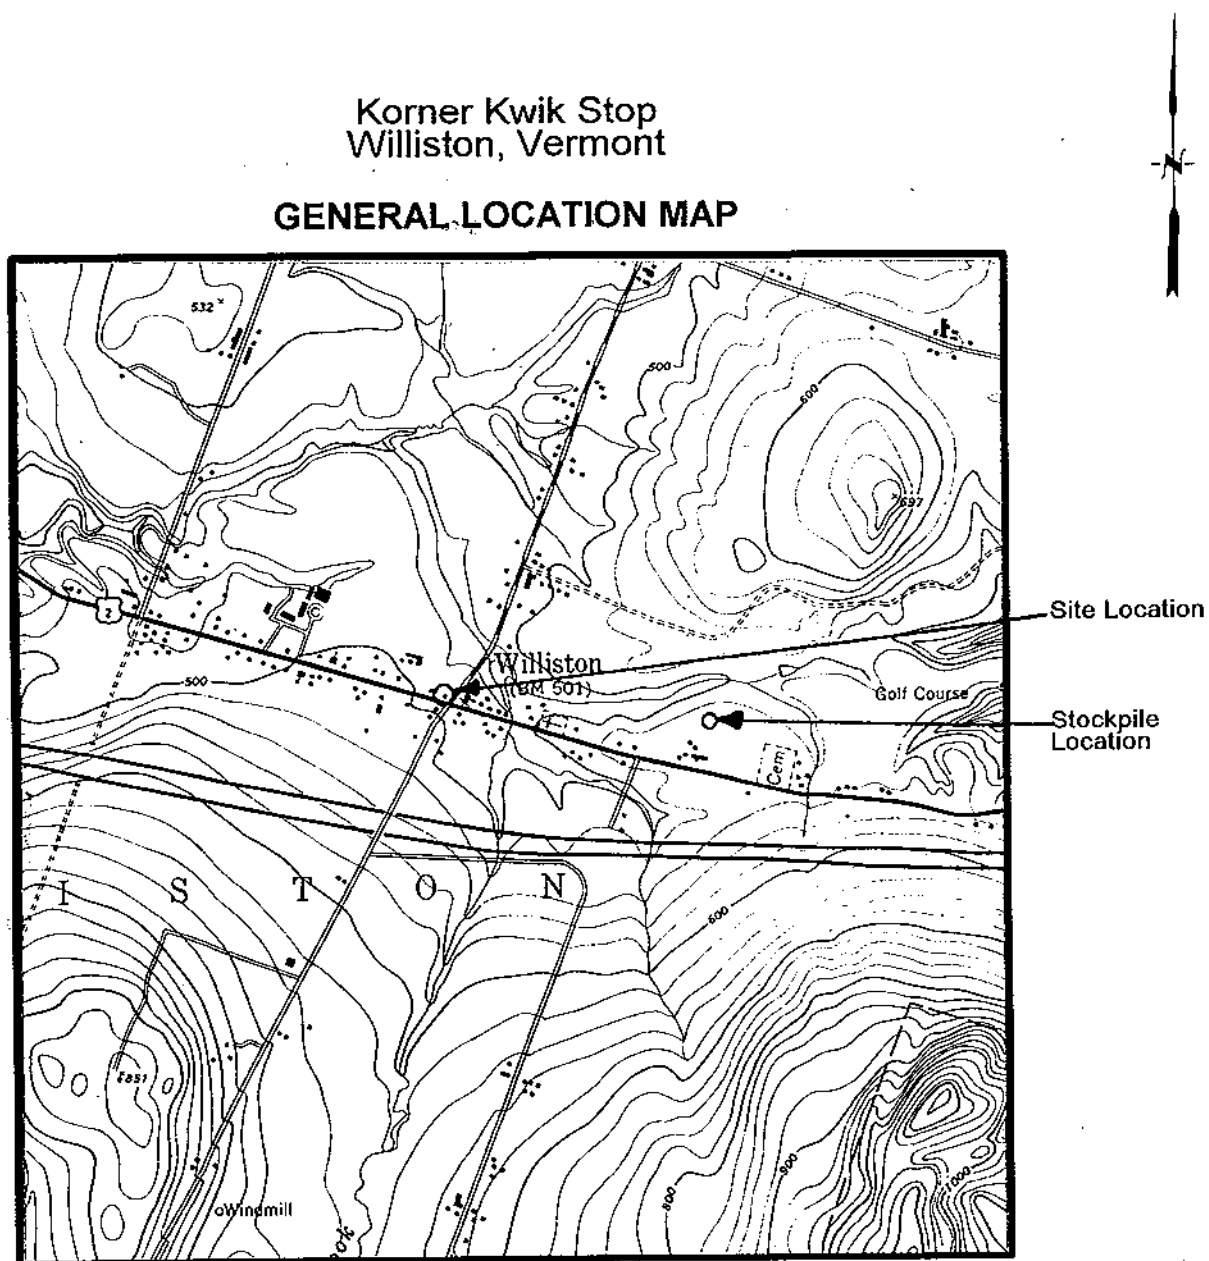 Korner Kwik Stop
Williston, Vermont
N
GENERAL LOCATION MAP
532
500
600
697
2
C
Site Location
Williston
(BM 501)
500
Golf Course
Stockpile
Location
Cem
I S T O N
600
900
1000
800
Windmill
ook